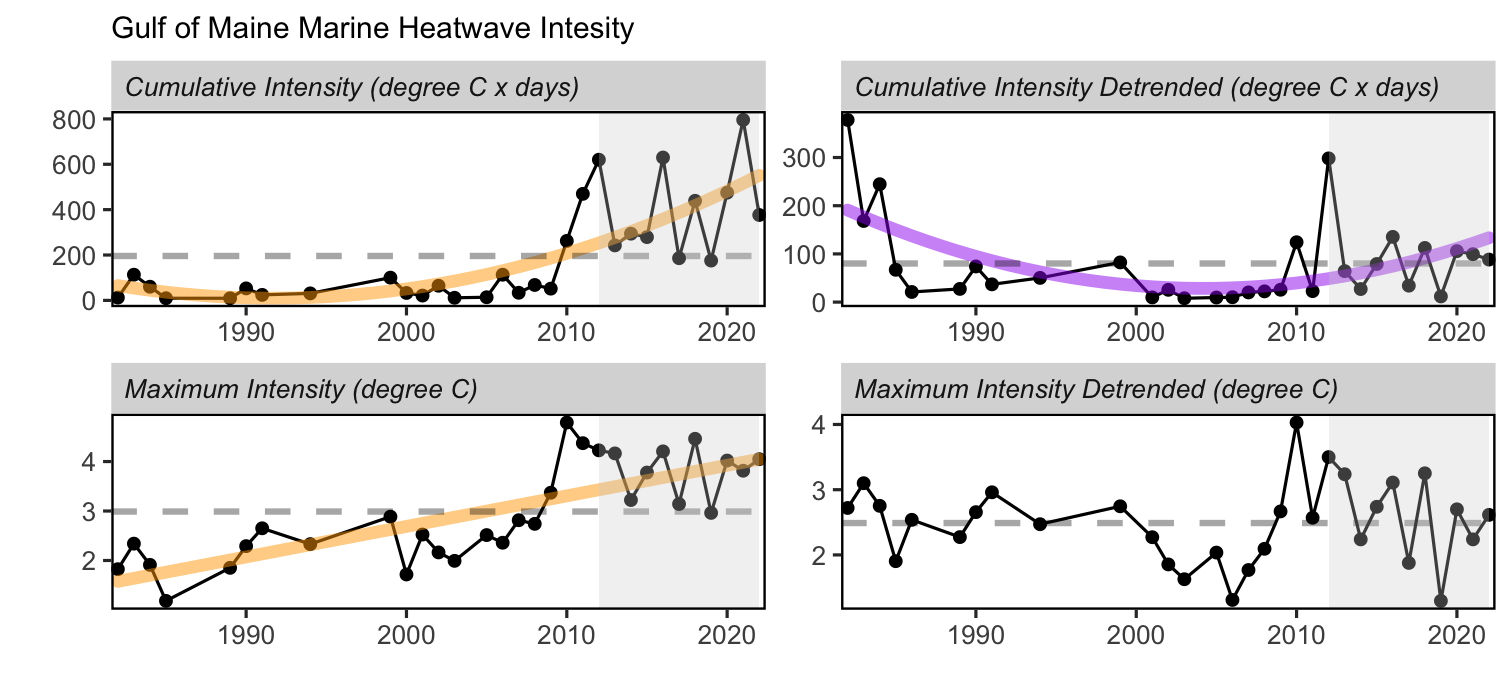 Gulf of Maine Marine Heatwave Intesity
Cumulative Intensity (degree C x days)
800
600
400
200
0
1990 2000 2010 2020
Cumulative Intensity Detrended (degree C x days)
300
200
100
0
1990 2000 2010 2020
Maximum Intensity (degree C)
4
3
2
1990 2000 2010 2020
Maximum Intensity Detrended (degree C)
4
3
2
1990 2000 2010 2020